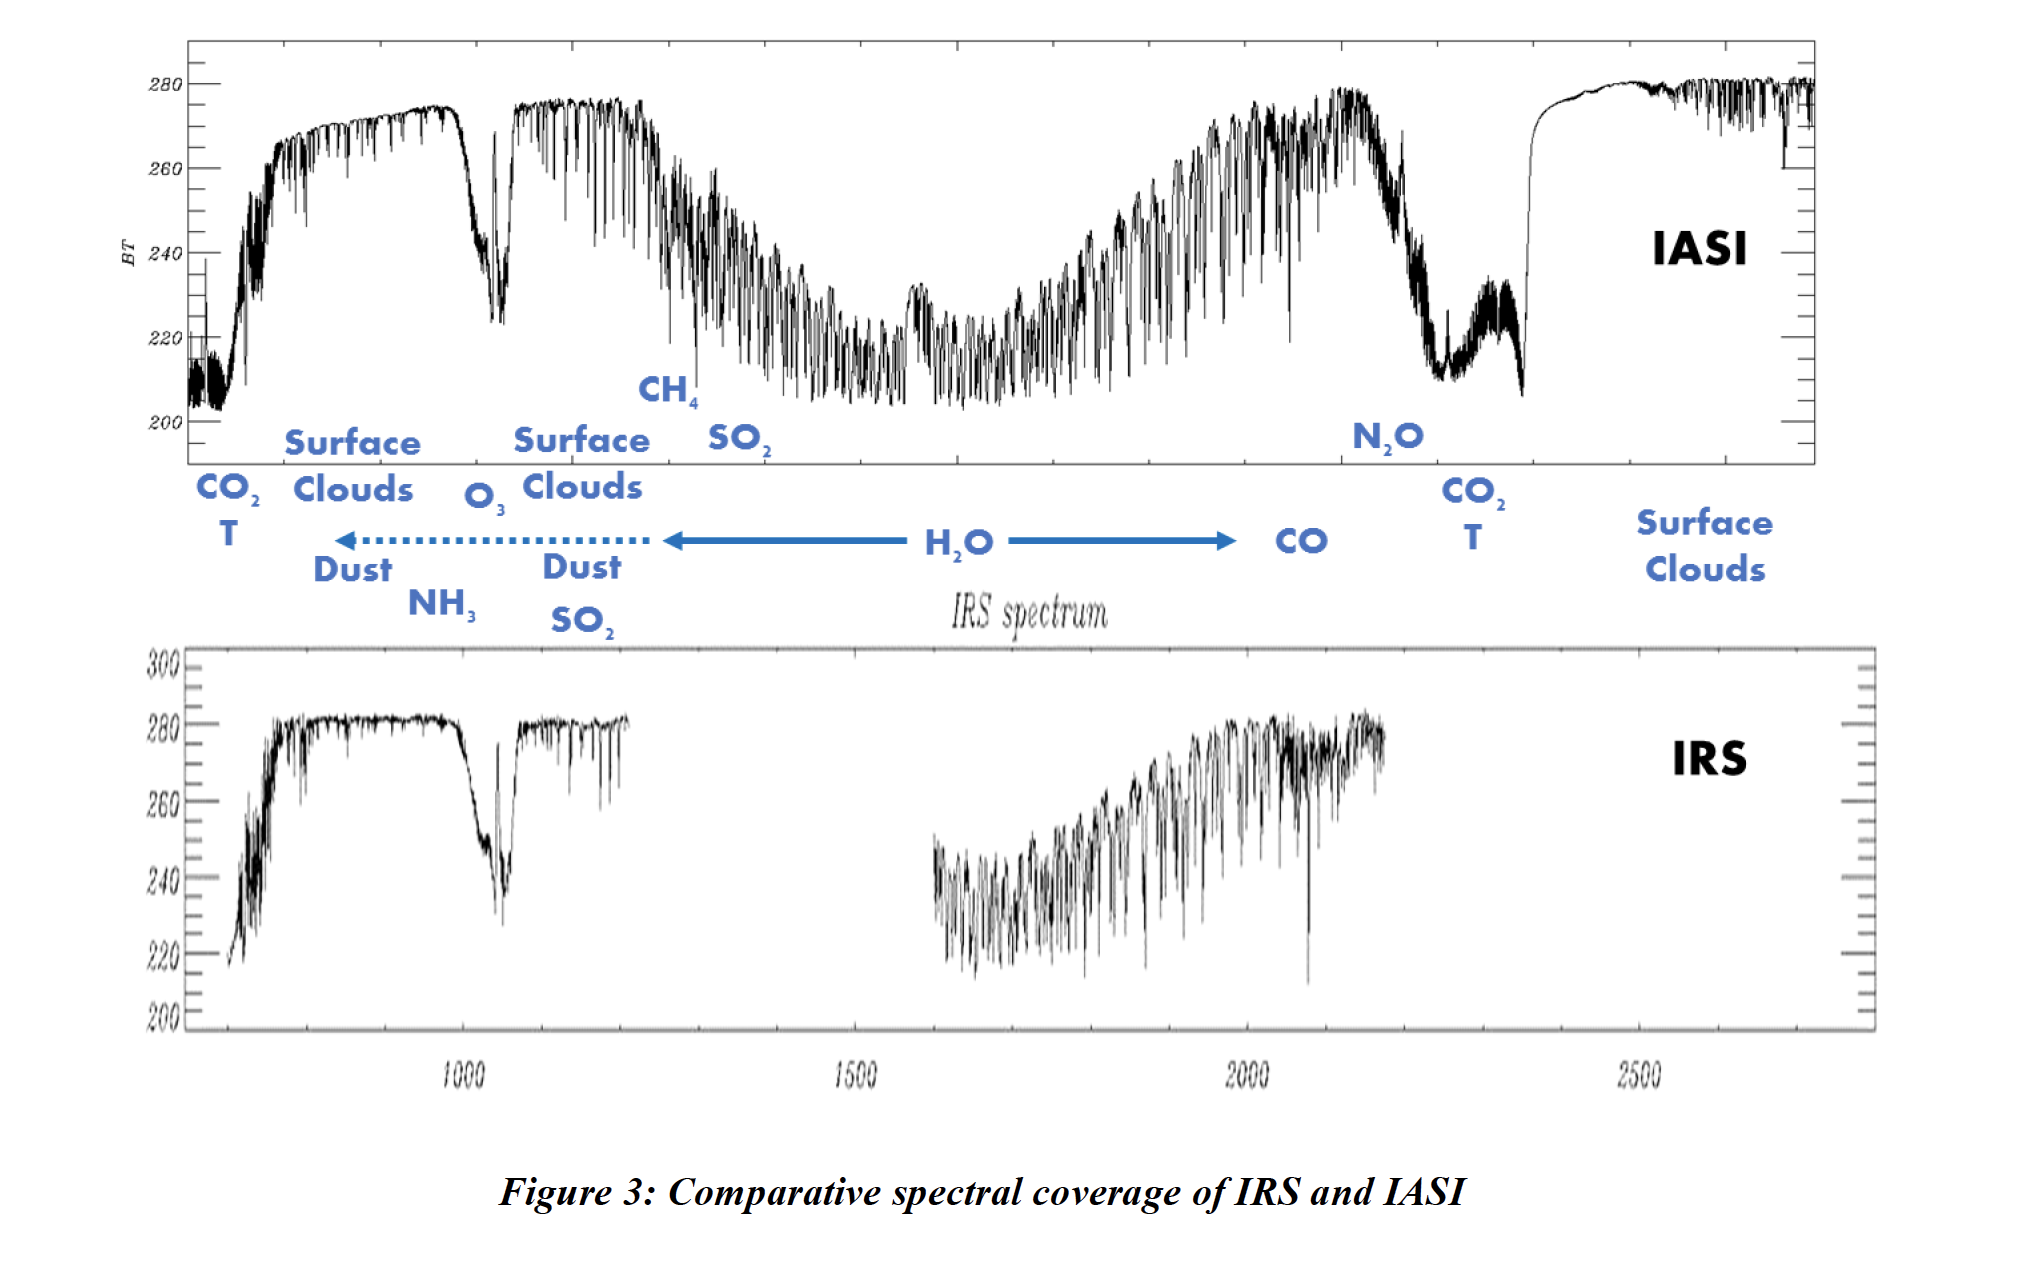 280
260
240
220
200
BT
IASI
CH₄
SO₂
N₂O
Surface
Clouds
Surface
Clouds
CO₂
T
O₃
CO₂
T
Surface
Clouds
H₂O
CO
Dust
Dust
NH₃
SO₂
IRS spectrum
300
280
260
240
220
200
IRS
1000
1500
2000
2500
Figure 3: Comparative spectral coverage of IRS and IASI